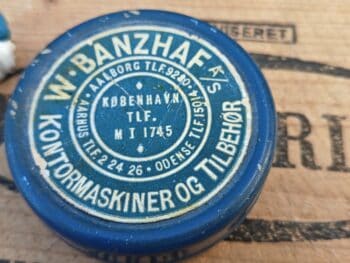 W. BANZHAF A/S
KONTORMASKINER OG TILBEHØR
AALBORG TLF. 9280
AARHUS TLF. 2 24 26 · ODENSE TLF. 15014
KØBENHAVN
TLF.
MI 1745